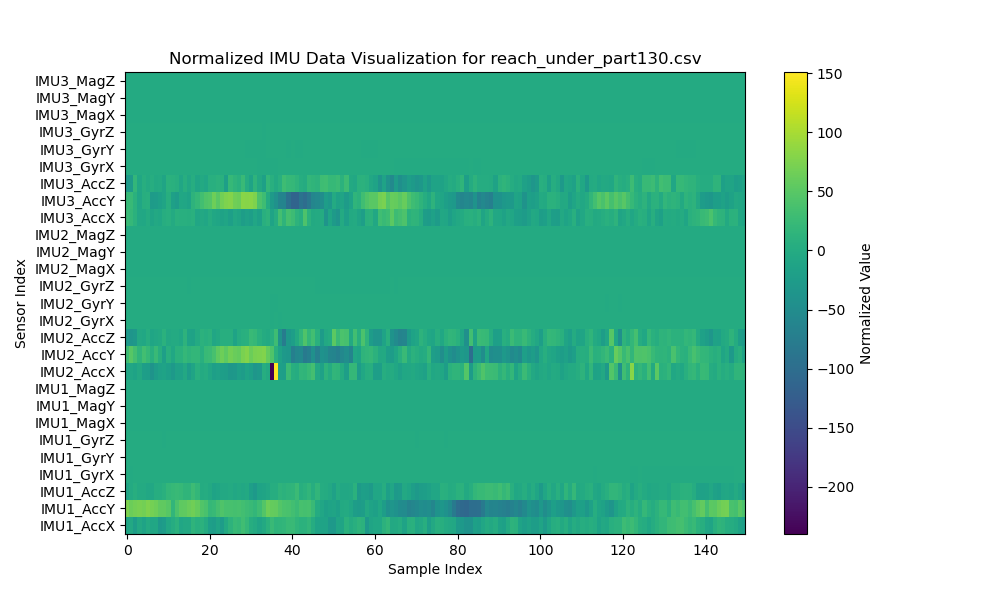 Normalized IMU Data Visualization for reach_under_part130.csv
IMU3_MagZ
IMU3_MagY
IMU3_MagX
IMU3_GyrZ
IMU3_GyrY
IMU3_GyrX
IMU3_AccZ
IMU3_AccY
IMU3_AccX
IMU2_MagZ
IMU2_MagY
IMU2_MagX
IMU2_GyrZ
IMU2_GyrY
IMU2_GyrX
IMU2_AccZ
IMU2_AccY
IMU2_AccX
IMU1_MagZ
IMU1_MagY
IMU1_MagX
IMU1_GyrZ
IMU1_GyrY
IMU1_GyrX
IMU1_AccZ
IMU1_AccY
IMU1_AccX
Sensor Index
0 20 40 60 80 100 120 140
Sample Index
150
100
50
0
−50
−100
−150
−200
Normalized Value